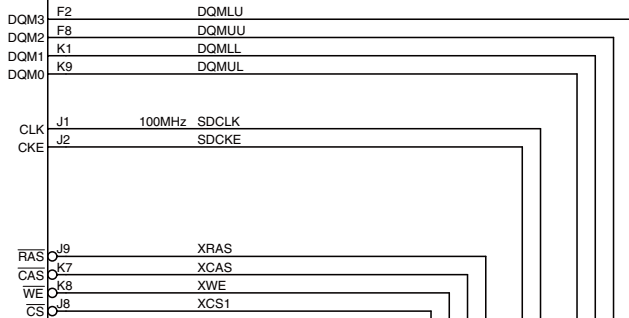 DQM3 F2 DQMLU
DQM2 F8 DQMUU
DQM1 K1 DQMLL
DQM0 K9 DQMUL
CLK J1 100MHz SDCLK
CKE J2 SDCKE
RAS J9 XRAS
CAS K7 XCAS
WE K8 XWE
CS J8 XCS1